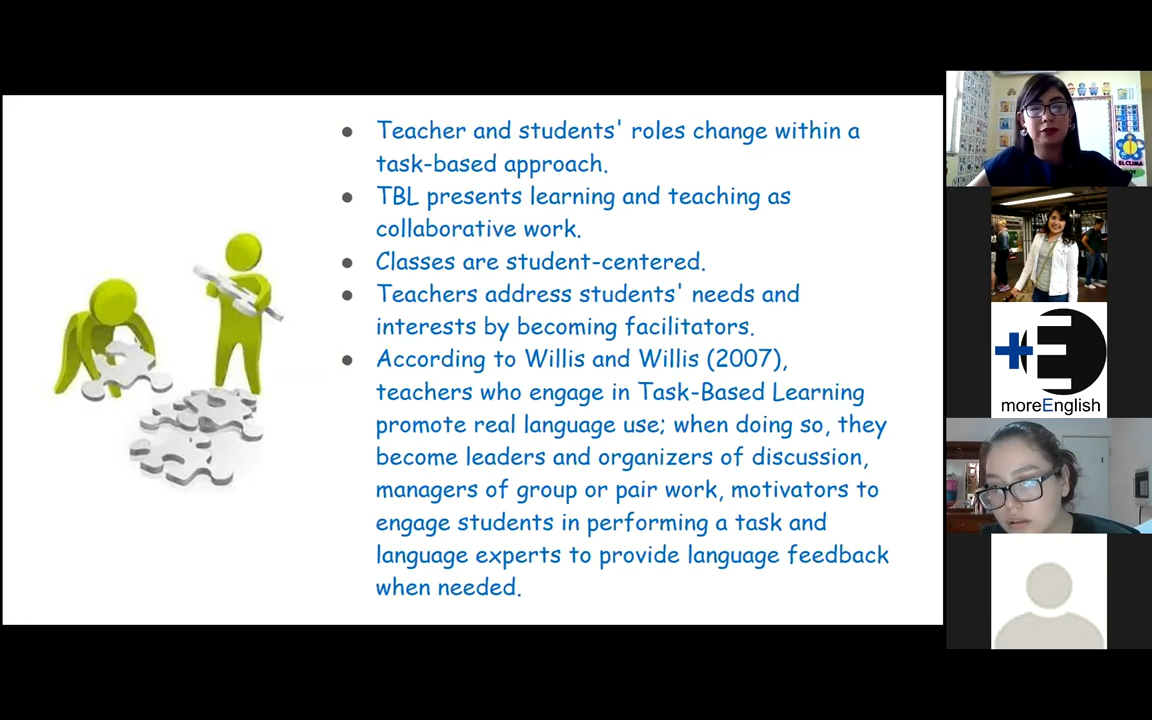 Teacher and students' roles change within a
task-based approach.
TBL presents learning and teaching as
collaborative work.
Classes are student-centered.
Teachers address students' needs and
interests by becoming facilitators.
According to Willis and Willis (2007),
teachers who engage in Task-Based Learning
promote real language use; when doing so, they
become leaders and organizers of discussion,
managers of group or pair work, motivators to
engage students in performing a task and
language experts to provide language feedback
when needed.
EL CLIMA
HOY
+E
moreEnglish